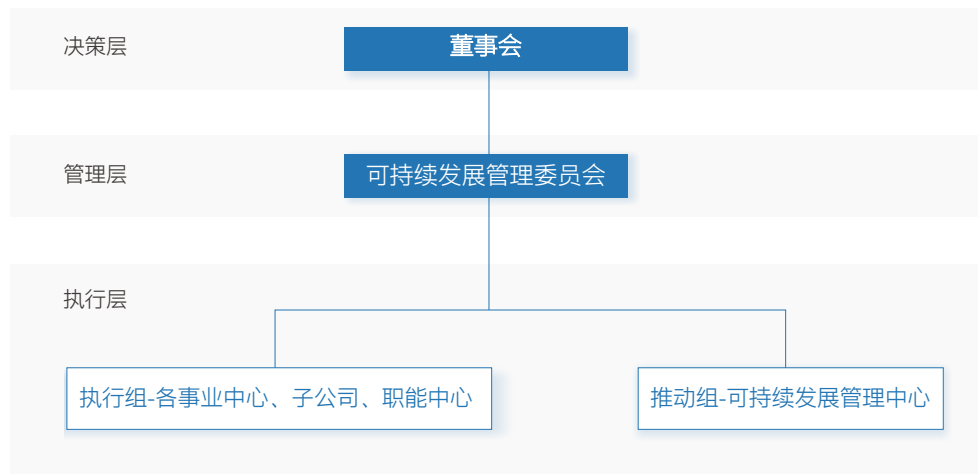 决策层
董事会
管理层
可持续发展管理委员会
执行层
执行组-各事业中心、子公司、职能中心
推动组-可持续发展管理中心